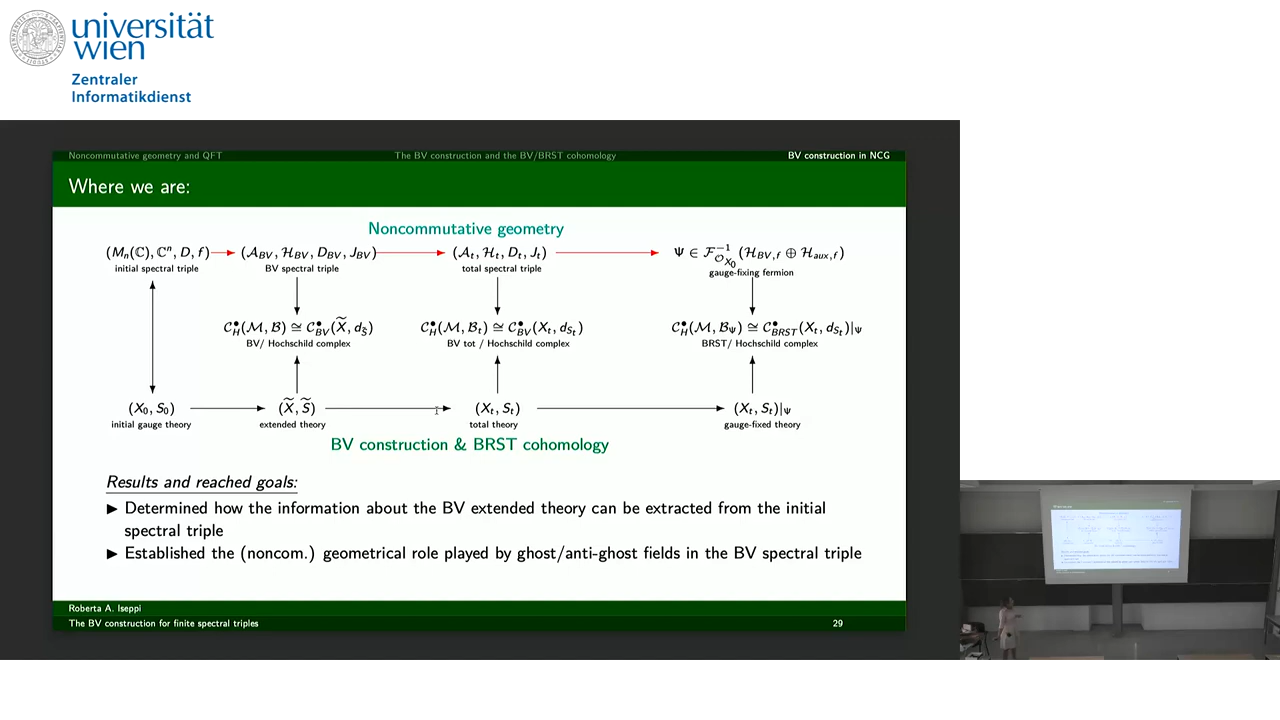 universität
wien
Zentraler
Informatikdienst
Noncommutative geometry and QFT The BV construction and the BV/BRST cohomology BV construction in NCG
Where we are:
Noncommutative geometry
(Mₙ(ℂ), ℂⁿ, D, f) (𝒜_BV, ℋ_BV, D_BV, J_BV) (𝒜_t, ℋ_t, D_t, J_t) Ψ ∈ ℱ⁻¹_{𝒪_{X₀}}(ℋ_{BV,f} ⊕ ℋ_{aux,f})
initial spectral triple BV spectral triple total spectral triple gauge-fixing fermion
𝒞•_H(ℳ, ℬ) ≅ 𝒞•_BV(X̃, d_S̃) 𝒞•_H(ℳ, ℬ_t) ≅ 𝒞•_BV(X_t, d_{S_t}) 𝒞•_H(ℳ, ℬ_Ψ) ≅ 𝒞•_BRST(X_t, d_{S_t})|_Ψ
BV/ Hochschild complex BV tot / Hochschild complex BRST/ Hochschild complex
(X₀, S₀) (X̃, S̃) (X_t, S_t) (X_t, S_t)|_Ψ
initial gauge theory extended theory total theory gauge-fixed theory
BV construction & BRST cohomology
Results and reached goals:
▶ Determined how the information about the BV extended theory can be extracted from the initial
spectral triple
▶ Established the (noncom.) geometrical role played by ghost/anti-ghost fields in the BV spectral triple
Roberta A. Iseppi
The BV construction for finite spectral triples 29